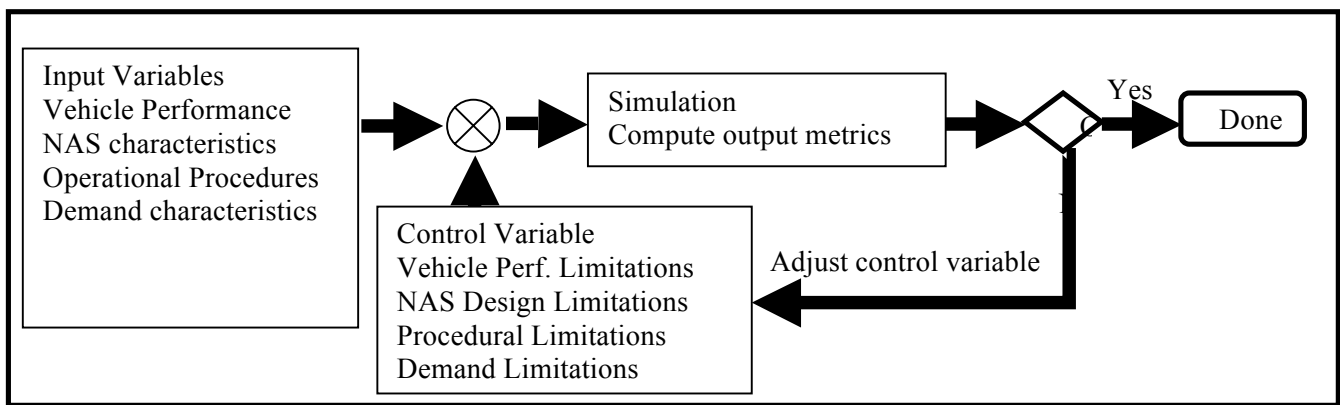 Input Variables
Vehicle Performance
NAS characteristics
Operational Procedures
Demand characteristics
Simulation
Compute output metrics
Yes
Done
Control Variable
Vehicle Perf. Limitations
NAS Design Limitations
Procedural Limitations
Demand Limitations
Adjust control variable